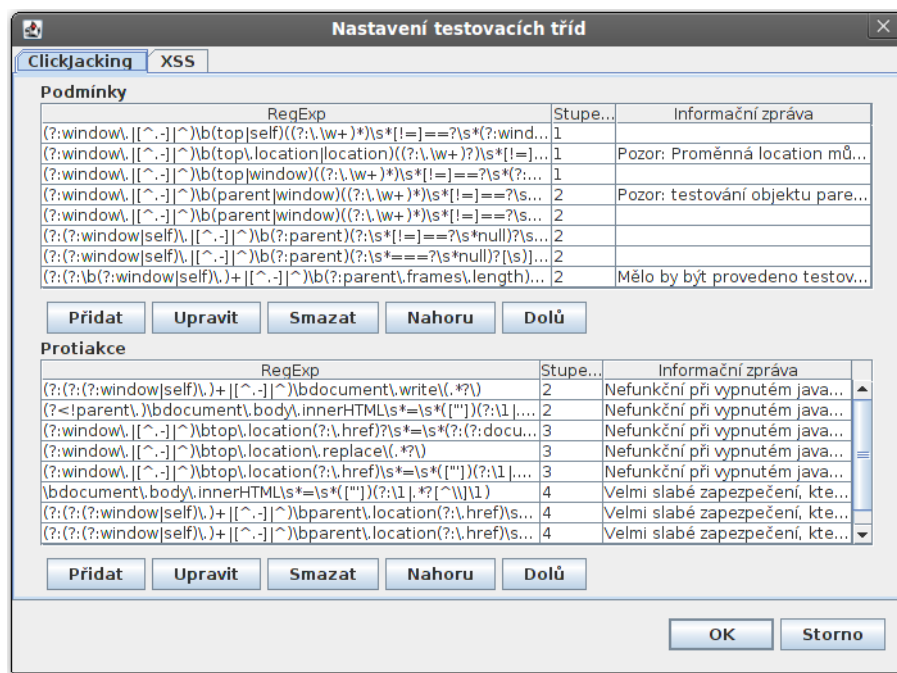 Nastavení testovacích tříd
ClickJacking XSS
Podmínky
RegExp Stupe... Informační zpráva
(?:window\.|[^.-]|^)\b(top|self)((?:\.\w+)*)\s*[!=]==?\s*(?:wind... 1
(?:window\.|[^.-]|^)\b(top\.location|location)((?:\.\w+)?)\s*[!=]... 1 Pozor: Proměnná location mů...
(?:window\.|[^.-]|^)\b(top|window)((?:\.\w+)*)\s*[!=]==?\s*(?:... 1
(?:window\.|[^.-]|^)\b(parent|window)((?:\.\w+)*)\s*[!=]==?\s... 2 Pozor: testování objektu pare...
(?:window\.|[^.-]|^)\b(parent|window)((?:\.\w+)*)\s*[!=]==?\s... 2
(?:(?:window|self)\.|[^.-]|^)\b(?:parent)(?:\s*[!=]==?\s*null)?\s... 2
(?:(?:window|self)\.|[^.-]|^)\b(?:parent)(?:\s*===?\s*null)?[\s)]... 2
(?:(?:\b(?:window|self)\.)+|[^.-]|^)\b(?:parent\.frames\.length)... 2 Mělo by být provedeno testov...
Přidat Upravit Smazat Nahoru Dolů
Protiakce
RegExp Stupe... Informační zpráva
(?:(?:(?:window|self)\.)+|[^.-]|^)\bdocument\.write\(.*?\) 2 Nefunkční při vypnutém java...
(?<!parent\.)\bdocument\.body\.innerHTML\s*=\s*(["'])(?:\1|.... 2 Nefunkční při vypnutém java...
(?:window\.|[^.-]|^)\btop\.location(?:\.href)?\s*=\s*(?:(?:docu... 3 Nefunkční při vypnutém java...
(?:window\.|[^.-]|^)\btop\.location\.replace\(.*?\) 3 Nefunkční při vypnutém java...
(?:window\.|[^.-]|^)\btop\.location(?:\.href)\s*=\s*(["'])(?:\1|.... 3 Nefunkční při vypnutém java...
\bdocument\.body\.innerHTML\s*=\s*(["'])(?:\1|.*?[^\\]\1) 4 Velmi slabé zapezpečení, kte...
(?:(?:(?:window|self)\.)+|[^.-]|^)\bparent\.location(?:\.href)\s... 4 Velmi slabé zapezpečení, kte...
(?:(?:(?:window|self)\.)+|[^.-]|^)\bparent\.location(?:\.href)\s... 4 Velmi slabé zapezpečení, kte...
Přidat Upravit Smazat Nahoru Dolů
OK Storno